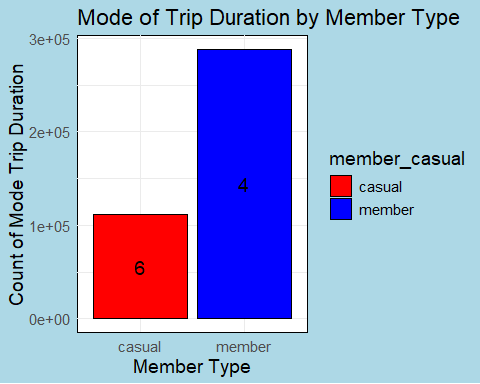 Mode of Trip Duration by Member Type
Count of Mode Trip Duration
3e+05
2e+05
1e+05
0e+00
6
4
casual
member
Member Type
member_casual
casual
member